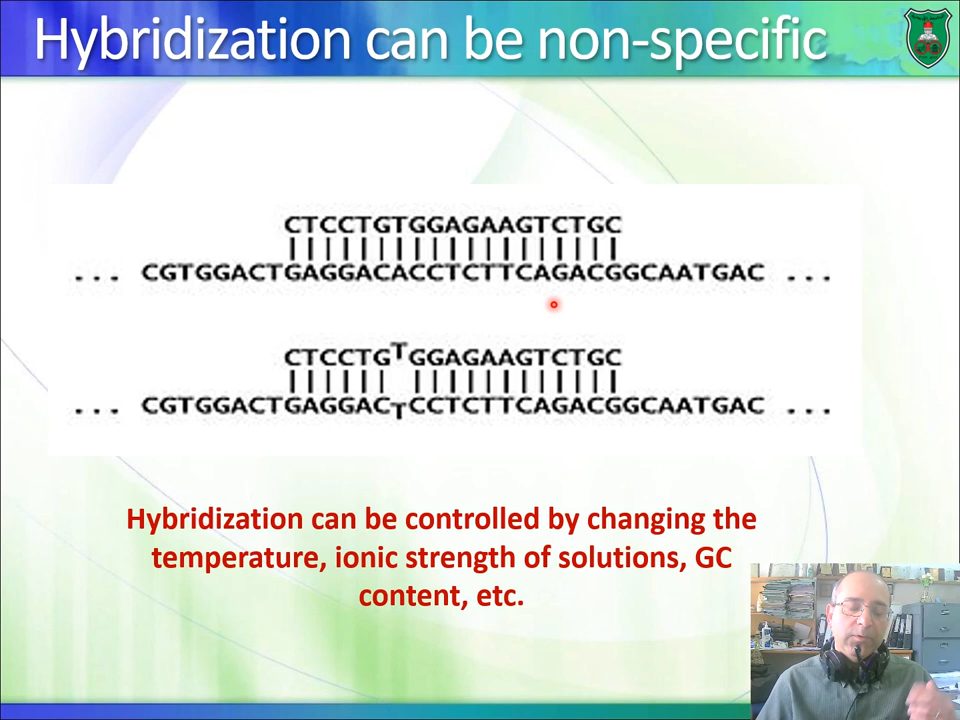 Hybridization can be non-specific
CTCCTGTGGAGAAGTCTGC
... CGTGGACTGAGGACACCTCTTCAGACGGCAATGAC ...
CTCCTGTGGAGAAGTCTGC
... CGTGGACTGAGGACTCCTCTTCAGACGGCAATGAC ...
Hybridization can be controlled by changing the
temperature, ionic strength of solutions, GC
content, etc.